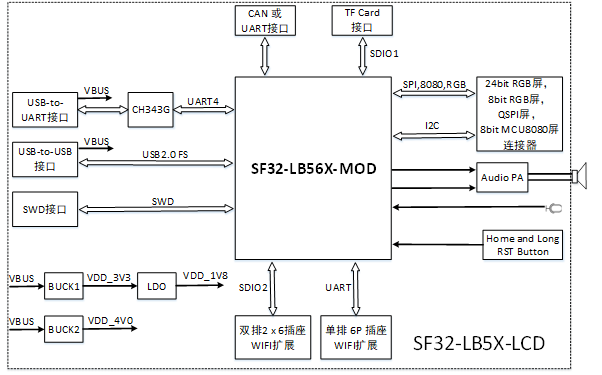 CAN 或
UART接口
TF Card
接口
SDIO1
VBUS
USB-to-
UART接口
CH343G
UART4
SPI,8080,RGB
24bit RGB屏,
8bit RGB屏,
QSPI屏,
8bit MCU8080屏
连接器
I2C
VBUS
USB-to-USB
接口
USB2.0 FS
SF32-LB56X-MOD
Audio PA
SWD接口
SWD
Home and Long
RST Button
VBUS
BUCK1
VDD_3V3
LDO
VDD_1V8
SDIO2
UART
VBUS
BUCK2
VDD_4V0
双排2 x 6插座
WIFI扩展
单排 6P 插座
WIFI扩展
SF32-LB5X-LCD